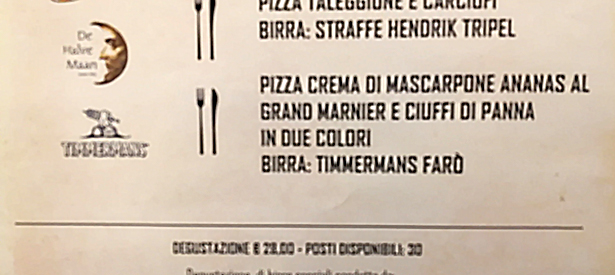 PIZZA TALEGGIONE E CARCIOFI
BIRRA: STRAFFE HENDRIK TRIPEL
De
Halve
Maan
PIZZA CREMA DI MASCARPONE ANANAS AL
GRAND MARNIER E CIUFFI DI PANNA
IN DUE COLORI
BIRRA: TIMMERMANS FARÒ
TIMMERMANS
DEGUSTAZIONE € 28,00 - POSTI DISPONIBILI: 30